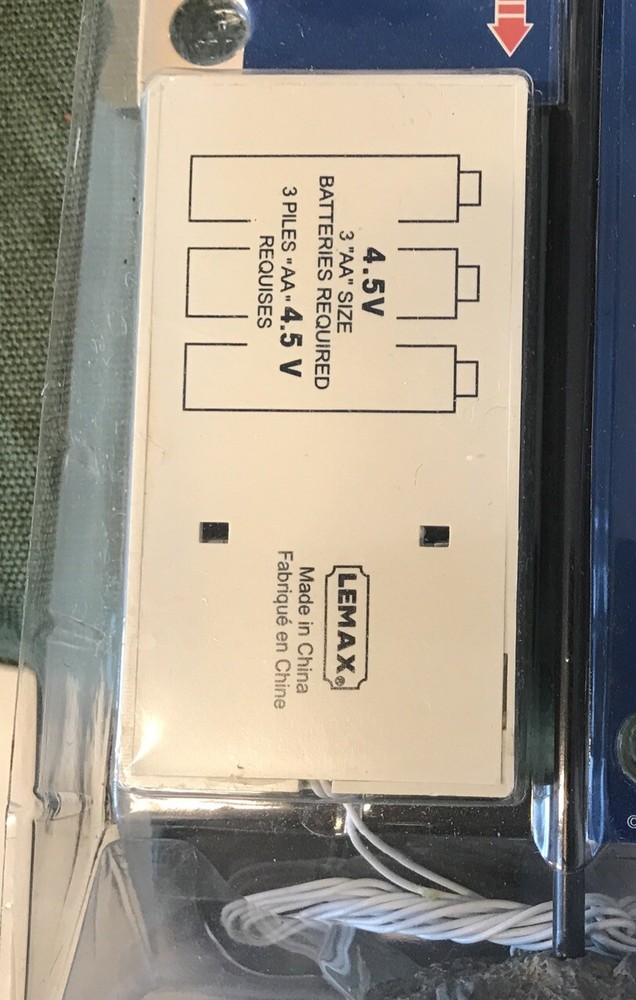 4.5V
3 "AA" SIZE
BATTERIES REQUIRED
3 PILES "AA" 4.5 V
REQUISES
LEMAX®
Made in China
Fabriqué en Chine
©